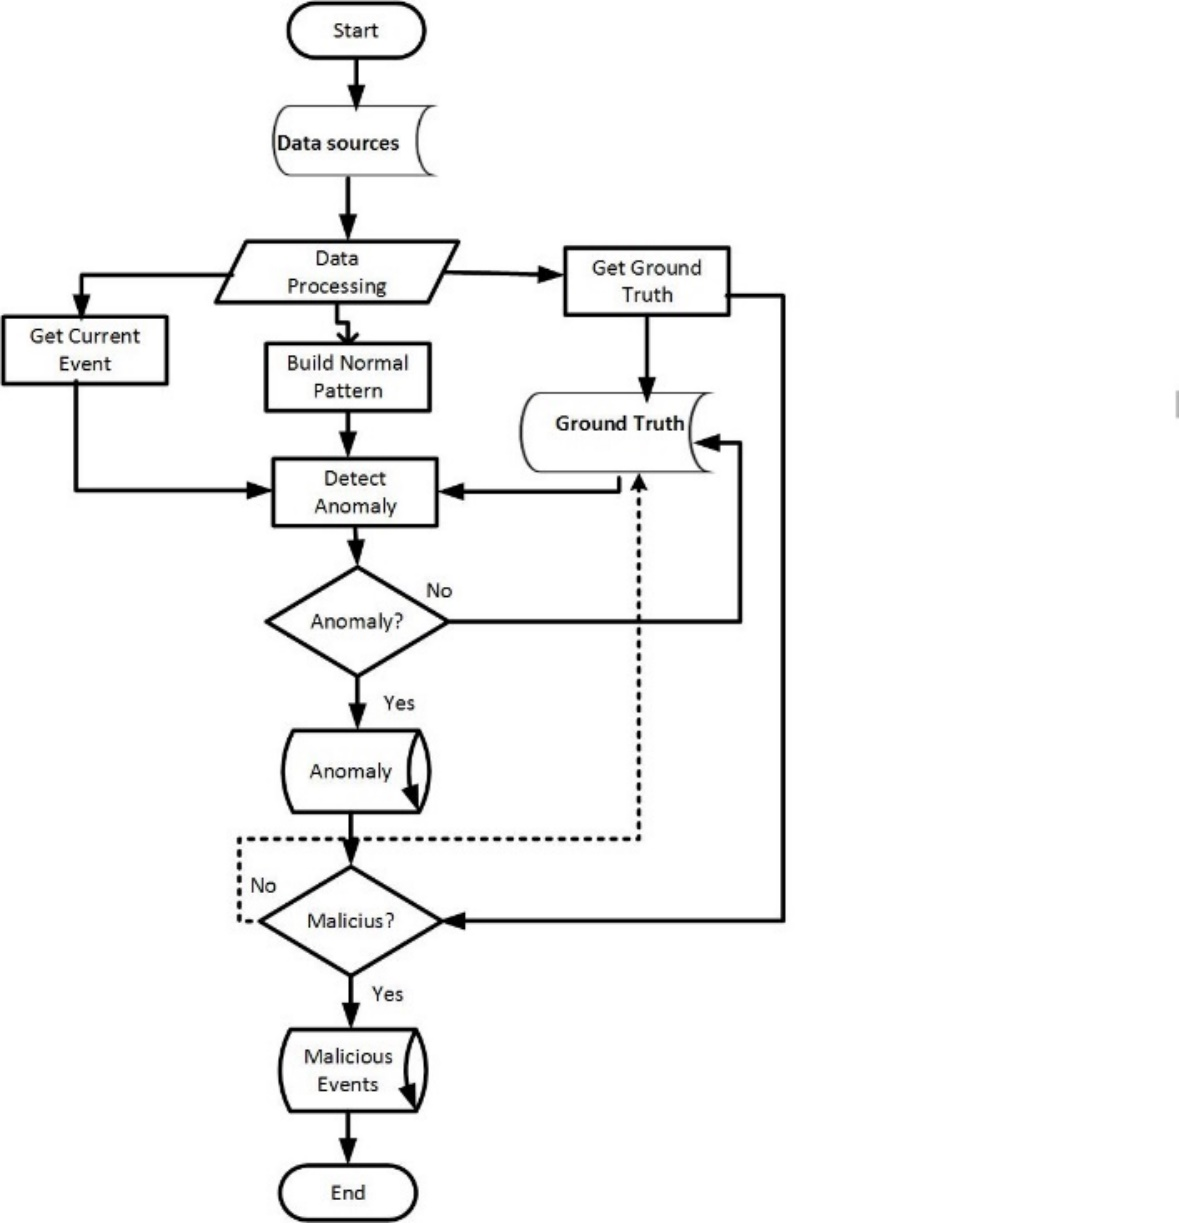 Start
Data sources
Data
Processing
Get Ground
Truth
Get Current
Event
Build Normal
Pattern
Ground Truth
Detect
Anomaly
No
Anomaly?
Yes
Anomaly
No
Malicius?
Yes
Malicious
Events
End